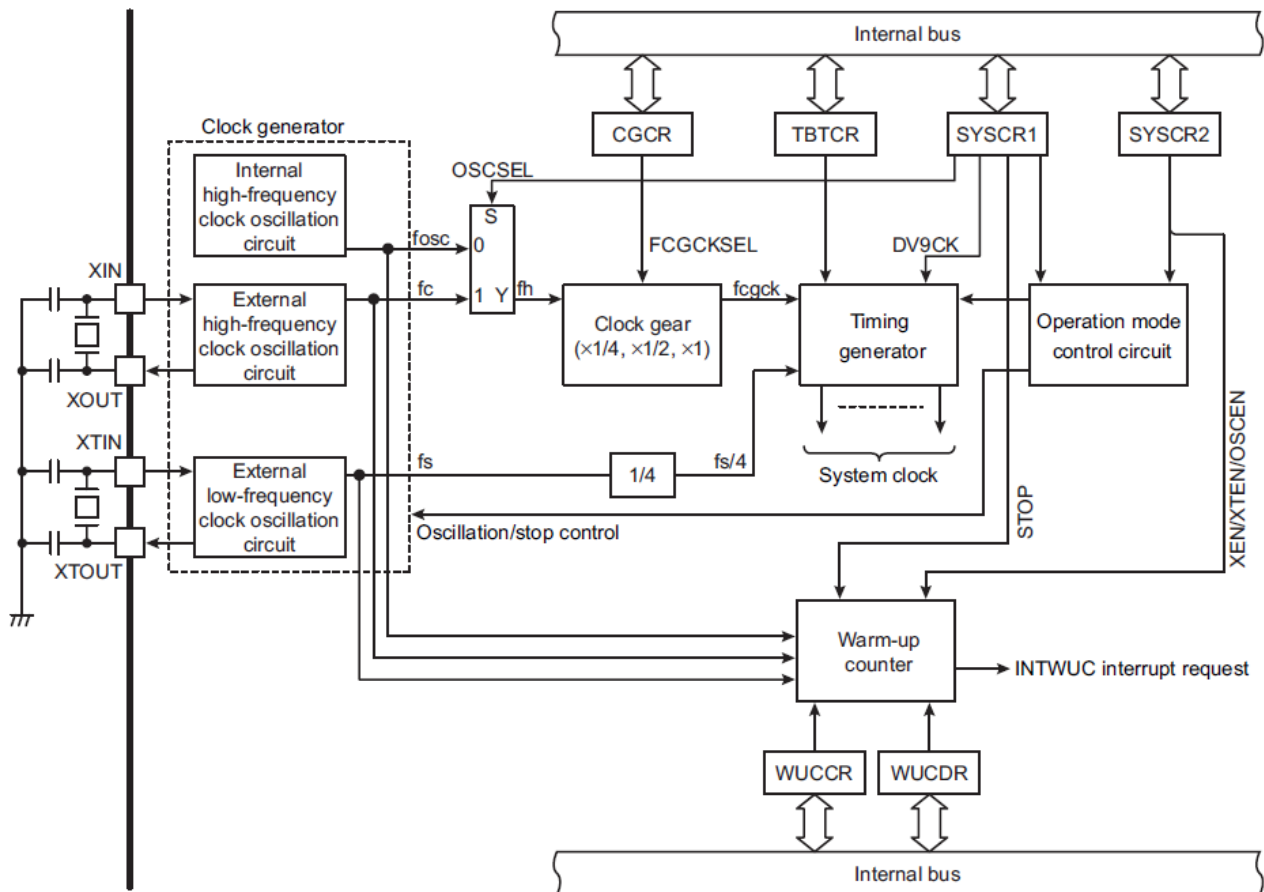 Internal bus
CGCR
TBTCR
SYSCR1
SYSCR2
Clock generator
Internal
high-frequency
clock oscillation
circuit
OSCSEL
S
fosc
0
FCGCKSEL
DV9CK
XIN
External
high-frequency
clock oscillation
circuit
fc
1 Y
fh
Clock gear
(×1/4, ×1/2, ×1)
fcgck
Timing
generator
Operation mode
control circuit
XOUT
XTIN
External
low-frequency
clock oscillation
circuit
fs
1/4
fs/4
System clock
STOP
XEN/XTEN/OSCEN
Oscillation/stop control
XTOUT
Warm-up
counter
INTWUC interrupt request
WUCCR
WUCDR
Internal bus